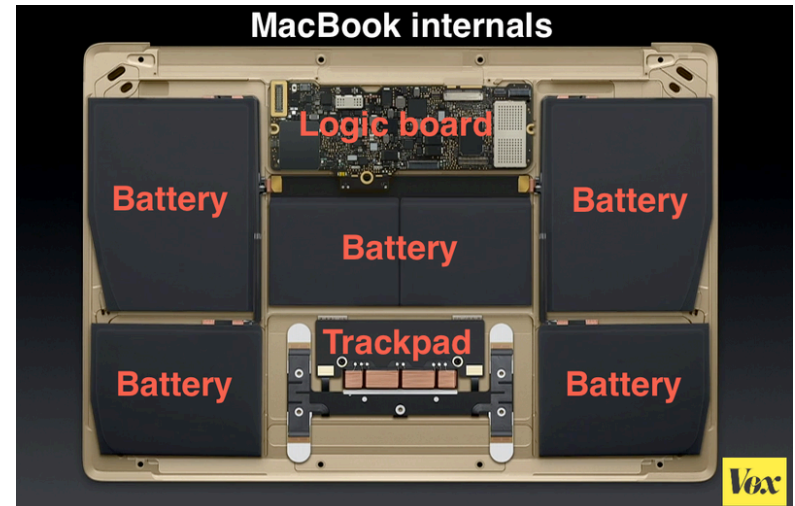 MacBook internals
Logic board
Battery
Battery
Battery
Trackpad
Battery
Battery
Vox